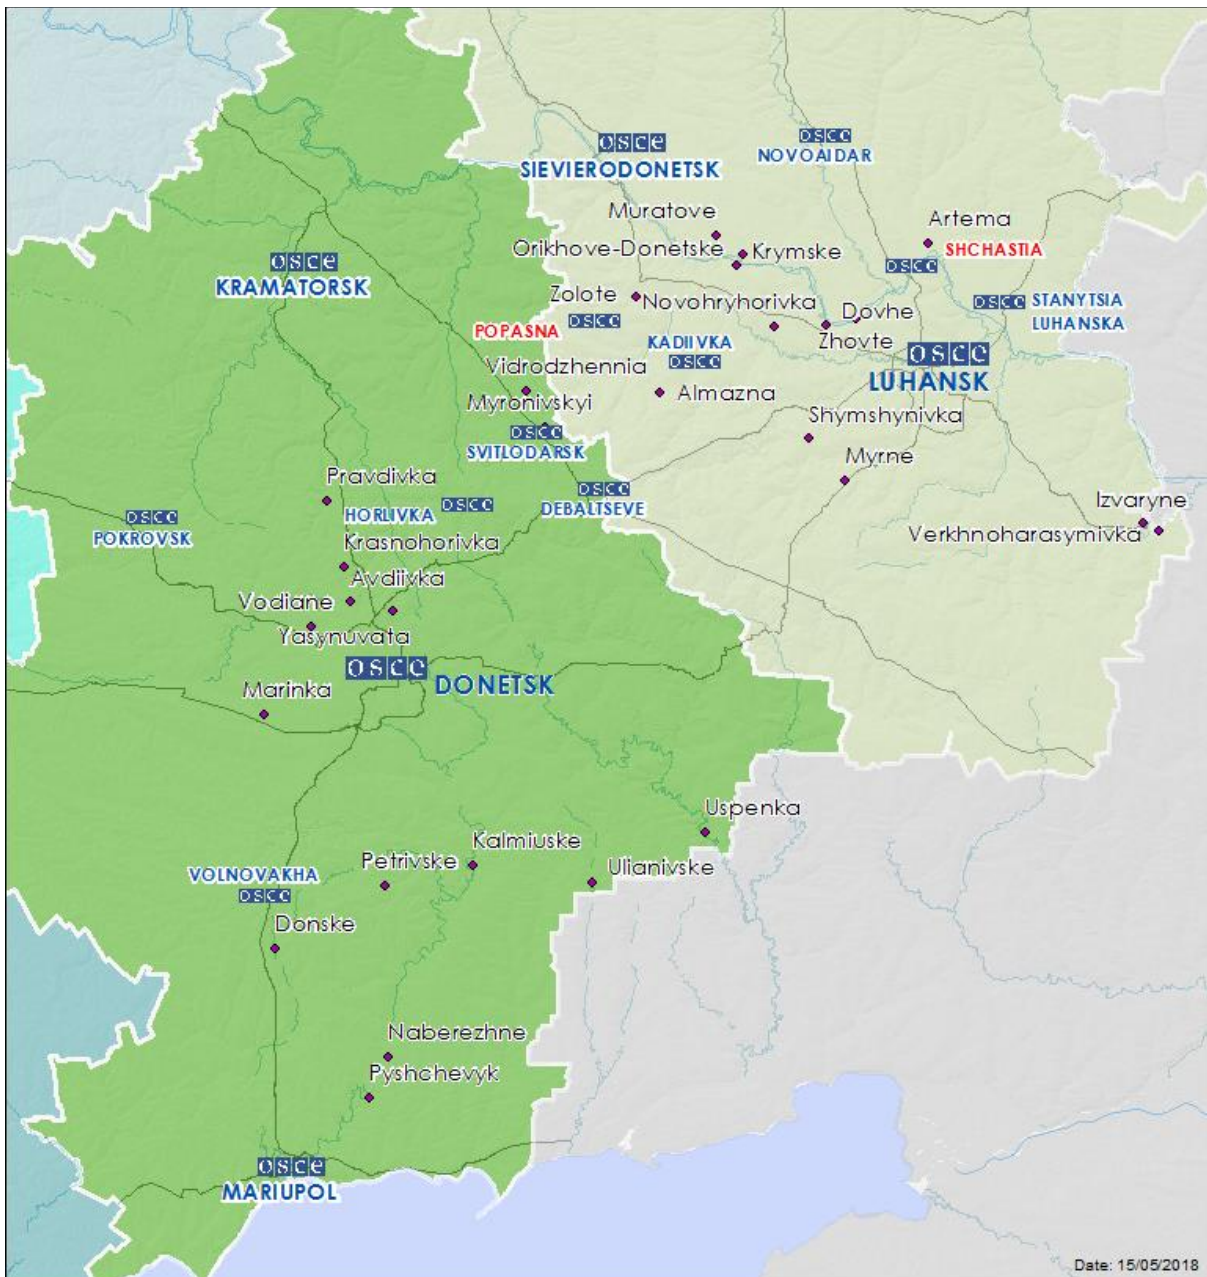 OSCE
OSCE
SIEVIERODONETSK
NOVOAIDAR
Muratove
Artema
Orikhove-Donetske
Krymske
SHCHASTIA
OSCE
OSCE
KRAMATORSK
Zolote
Novohryhorivka
OSCE
STANYTSIA
LUHANSKA
Dovhe
OSCE
POPASNA
KADIIVKA
Zhovte
OSCE
OSCE
Vidrodzhennia
LUHANSK
Almazna
Myronivskyi
Shymshynivka
OSCE
SVITLODARSK
Myrne
Pravdivka
OSCE
OSCE
DEBALTSEVE
Izvaryne
HORLIVKA
OSCE
POKROVSK
Verkhnoharasymivka
Krasnohorivka
Avdiivka
Vodiane
Yasynuvata
OSCE
DONETSK
Marinka
Uspenka
Kalmiuske
Petrivske
Ulianivske
VOLNOVAKHA
OSCE
Donske
Naberezhne
Pyshchevyk
OSCE
MARIUPOL
Date: 15/05/2018